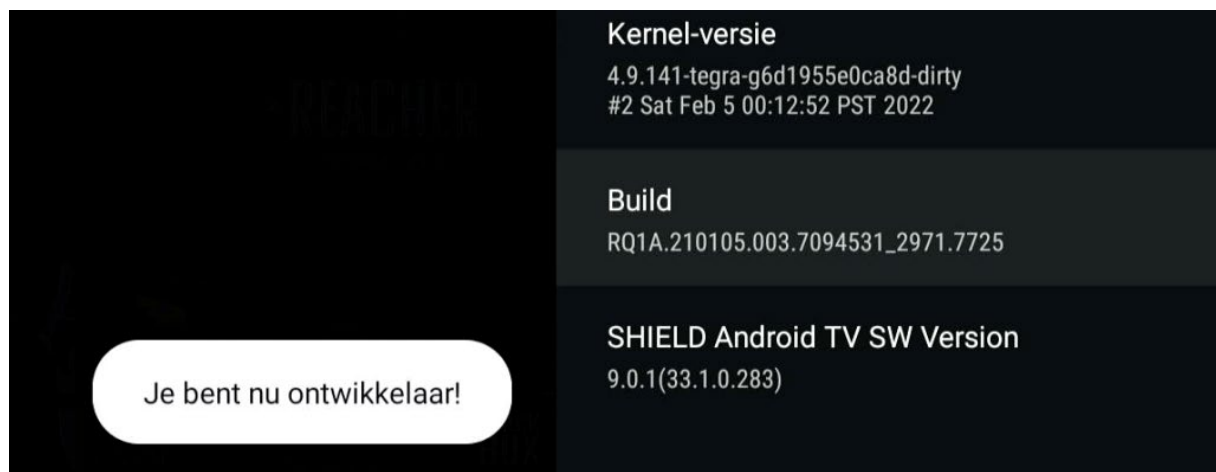 REACHER
Kernel-versie
4.9.141-tegra-g6d1955e0ca8d-dirty
#2 Sat Feb 5 00:12:52 PST 2022
Build
RQ1A.210105.003.7094531_2971.7725
SHIELD Android TV SW Version
9.0.1(33.1.0.283)
Je bent nu ontwikkelaar!